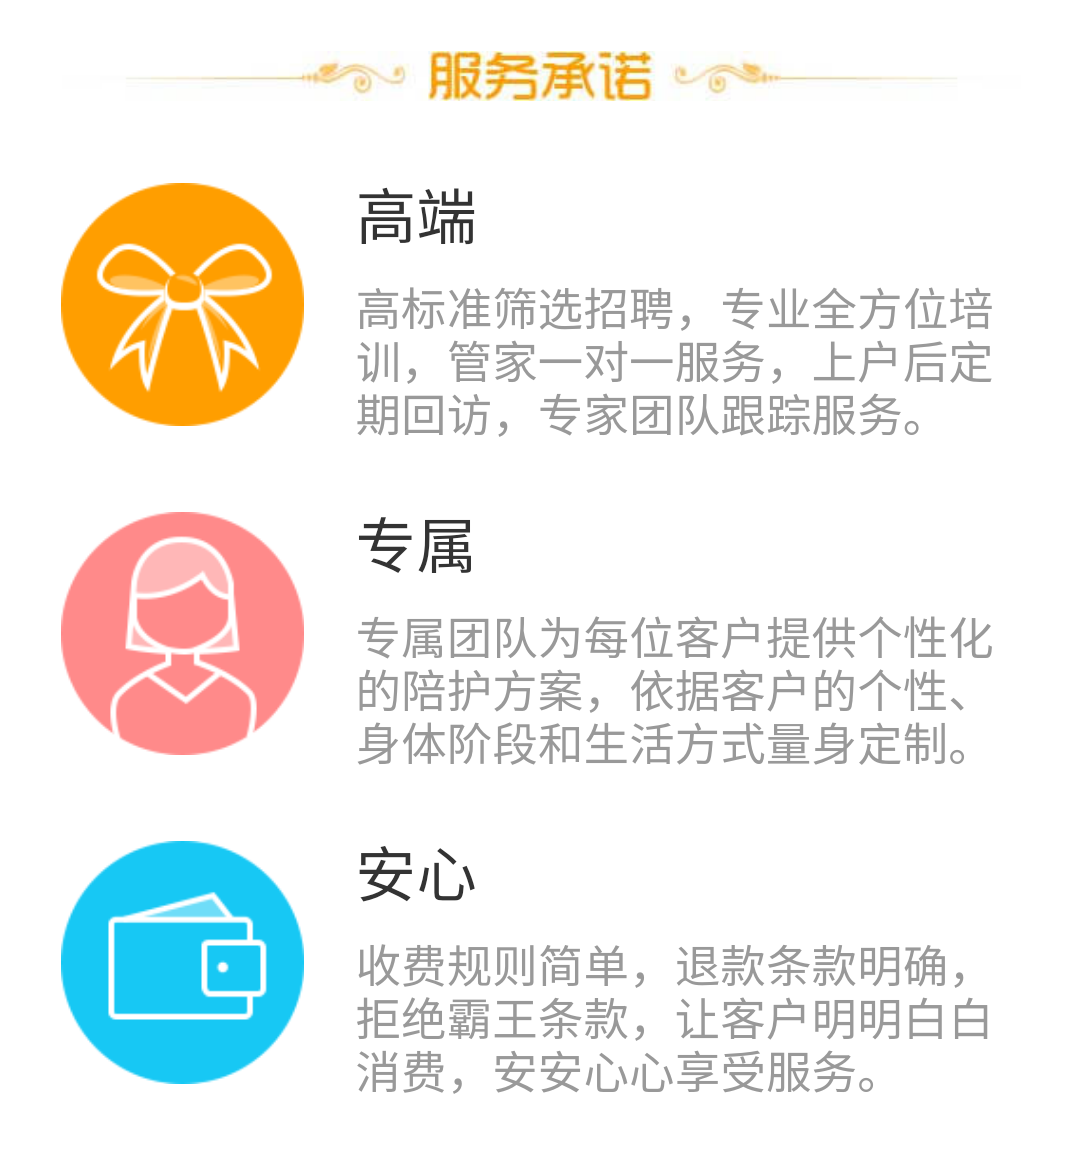 服务承诺
高端
高标准筛选招聘，专业全方位培
训，管家一对一服务，上户后定
期回访，专家团队跟踪服务。
专属
专属团队为每位客户提供个性化
的陪护方案，依据客户的个性、
身体阶段和生活方式量身定制。
安心
收费规则简单，退款条款明确，
拒绝霸王条款，让客户明明白白
消费，安安心心享受服务。